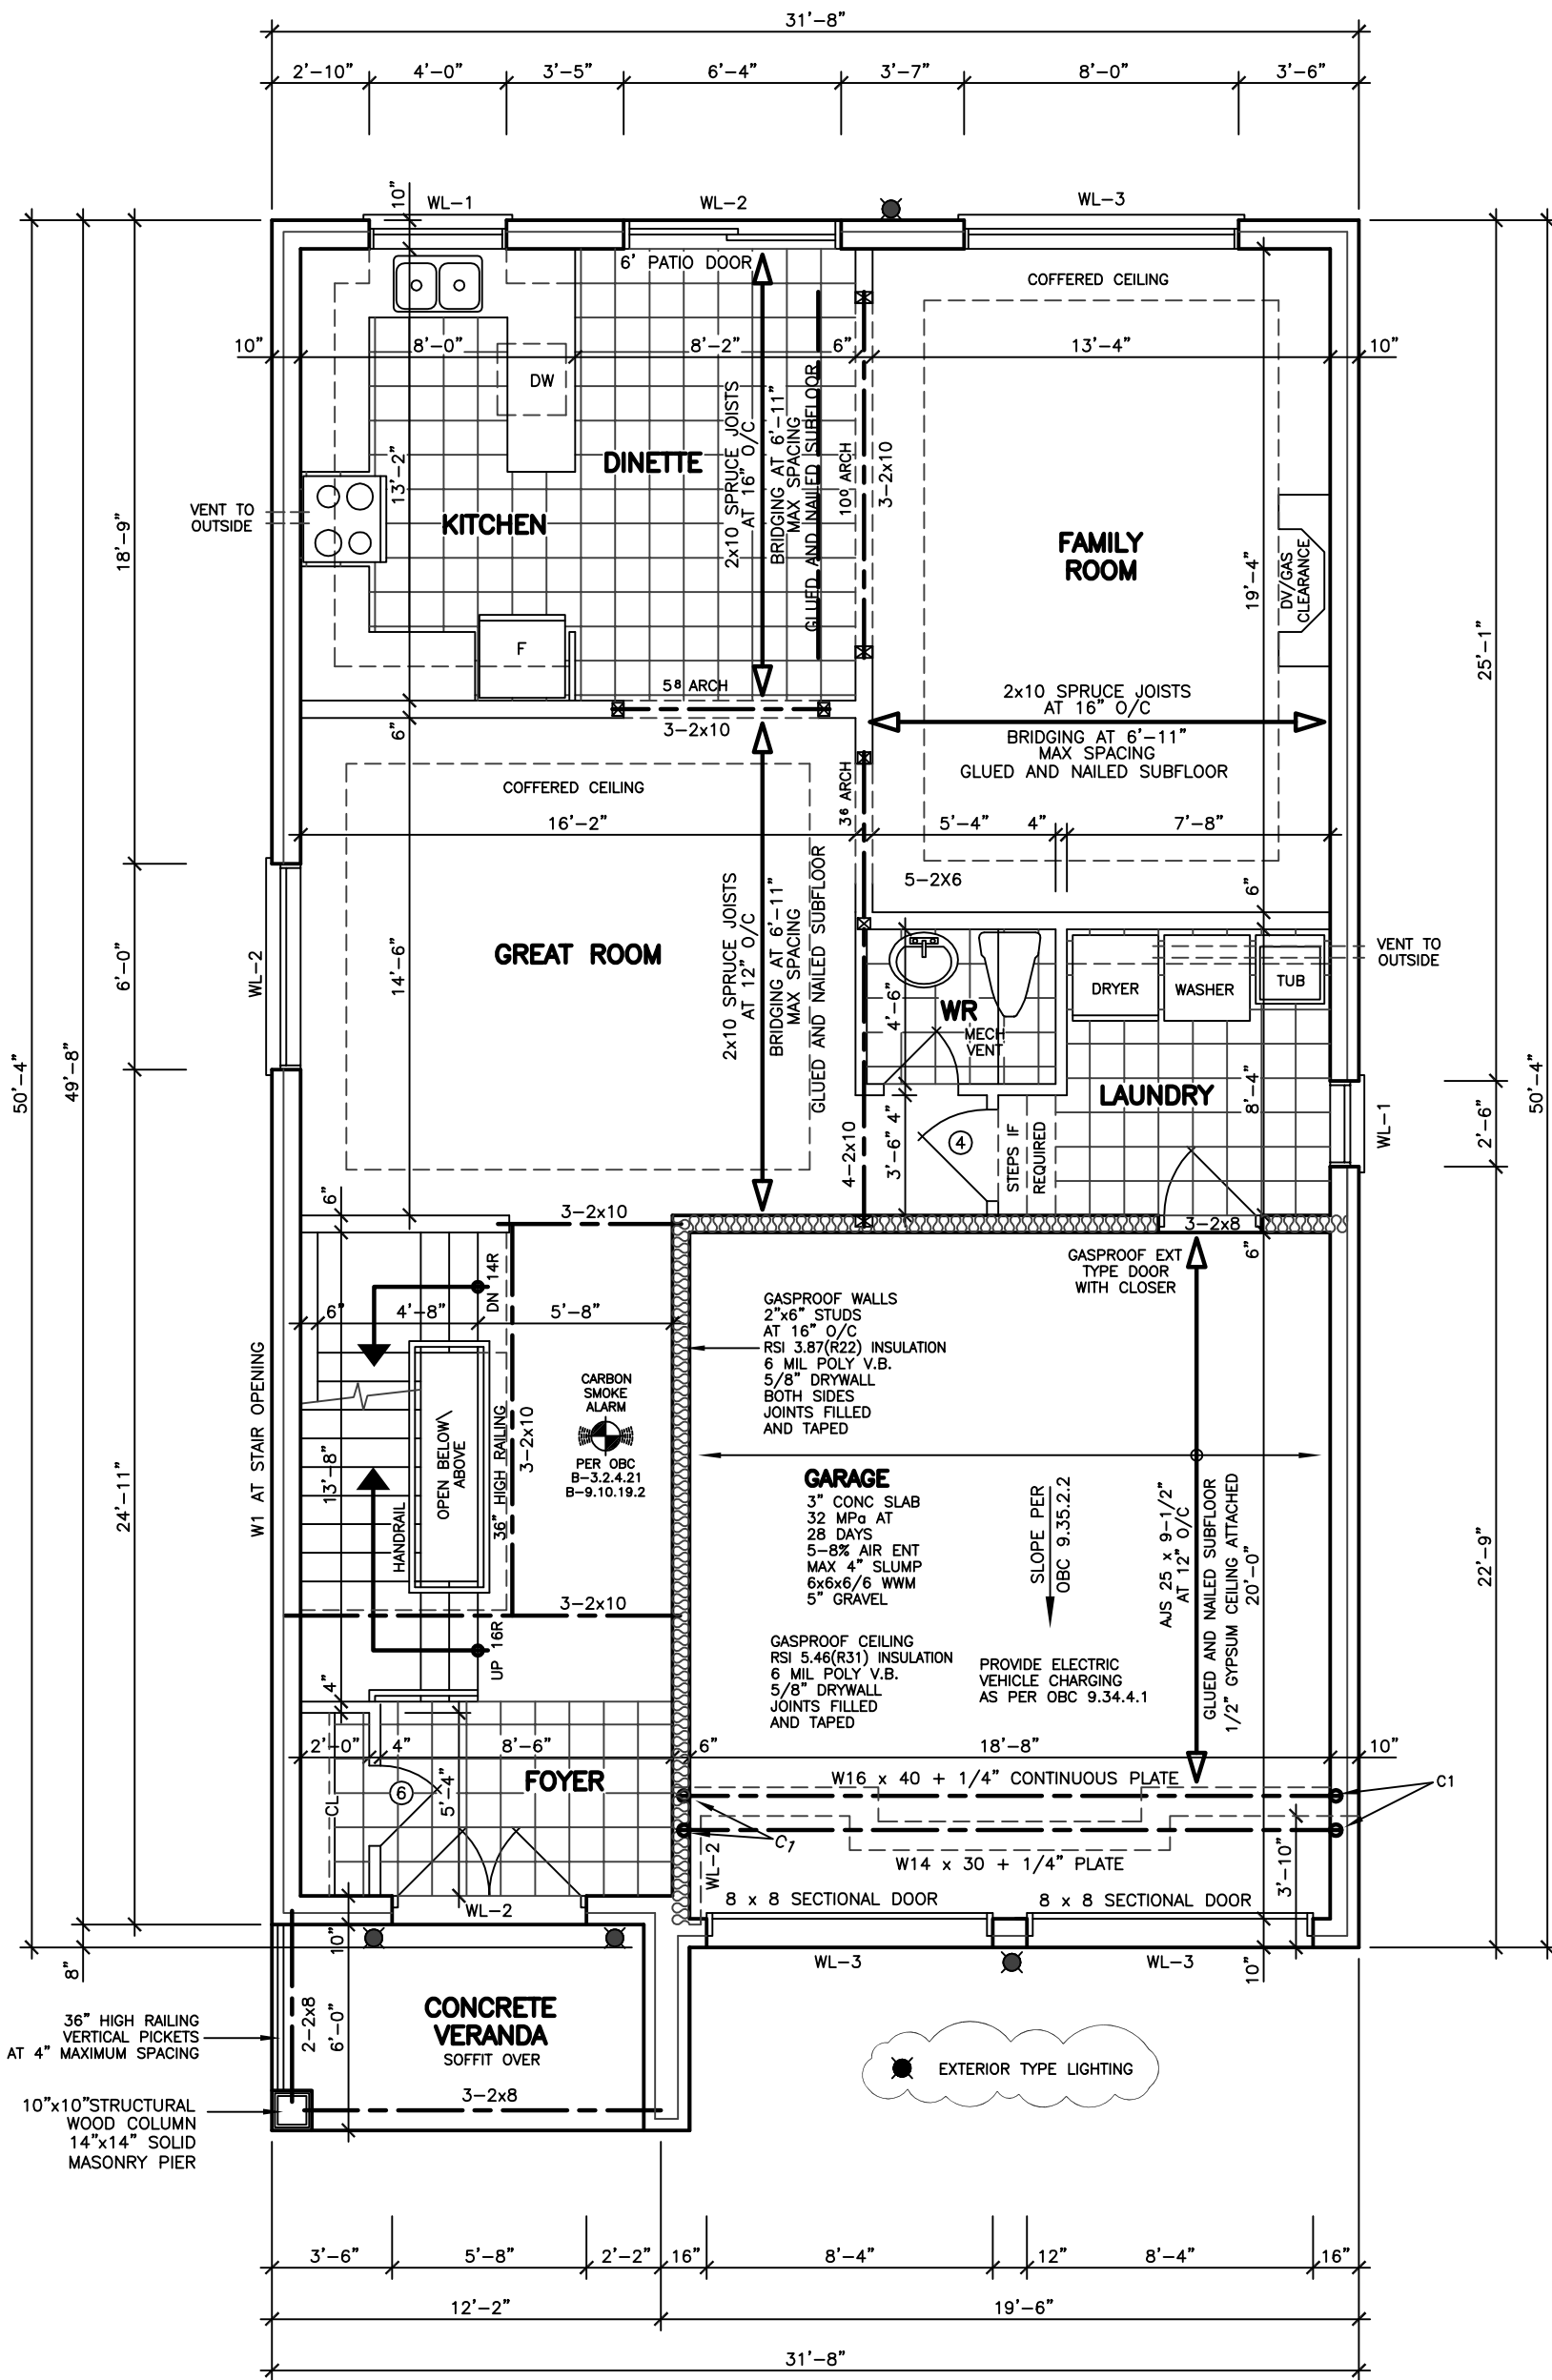 31'-8"
2'-10" 4'-0" 3'-5" 6'-4" 3'-7" 8'-0" 3'-6"
10" WL-1 WL-2 WL-3
6' PATIO DOOR
COFFERED CEILING
10" 8'-0" 8'-2" 6" 13'-4" 10"
DW
DINETTE
KITCHEN
13'-2"
VENT TO
OUTSIDE
18'-9"
2x10 SPRUCE JOISTS
AT 16" O/C
BRIDGING AT 6'-11"
MAX SPACING
GLUED AND NAILED SUBFLOOR
10⁰ ARCH
3-2x10
FAMILY
ROOM
19'-4"
DV/GAS
CLEARANCE
25'-1"
F
5⁸ ARCH
3-2x10
6"
2x10 SPRUCE JOISTS
AT 16" O/C
BRIDGING AT 6'-11"
MAX SPACING
GLUED AND NAILED SUBFLOOR
COFFERED CEILING
3⁶ ARCH
16'-2" 5'-4" 4" 7'-8"
5-2X6
6"
GREAT ROOM
14'-6"
WL-2
6'-0"
50'-4"
49'-8"
2x10 SPRUCE JOISTS
AT 12" O/C
BRIDGING AT 6'-11"
MAX SPACING
GLUED AND NAILED SUBFLOOR
VENT TO
OUTSIDE
DRYER WASHER TUB
4'-6"
WR
MECH
VENT
LAUNDRY
8'-4"
WL-1
2'-6"
50'-4"
4"
3'-6"
4
STEPS IF
REQUIRED
4-2x10
3-2x10
3-2x8
6"
6"
GASPROOF EXT
TYPE DOOR
WITH CLOSER
DN 14R
6" 4'-8" 5'-8"
GASPROOF WALLS
2"x6" STUDS
AT 16" O/C
RSI 3.87(R22) INSULATION
6 MIL POLY V.B.
5/8" DRYWALL
BOTH SIDES
JOINTS FILLED
AND TAPED
W1 AT STAIR OPENING
24'-11"
13'-8"
HANDRAIL
OPEN BELOW\
ABOVE
36" HIGH RAILING
3-2x10
CARBON
SMOKE
ALARM
PER OBC
B-3.2.4.21
B-9.10.19.2
GARAGE
3" CONC SLAB
32 MPa AT
28 DAYS
5-8% AIR ENT
MAX 4" SLUMP
6x6x6/6 WWM
5" GRAVEL
SLOPE PER
OBC 9.35.2.2
AJS 25 x 9-1/2"
AT 12" O/C
GLUED AND NAILED SUBFLOOR
1/2" GYPSUM CEILING ATTACHED
20'-0"
22'-9"
3-2x10
UP 16R
GASPROOF CEILING
RSI 5.46(R31) INSULATION
6 MIL POLY V.B.
5/8" DRYWALL
JOINTS FILLED
AND TAPED
PROVIDE ELECTRIC
VEHICLE CHARGING
AS PER OBC 9.34.4.1
4"
2'-0" 4" 8'-6" 6" 18'-8" 10"
FOYER
5'-4"
6
CL
W16 x 40 + 1/4" CONTINUOUS PLATE
C1
C1
WL-2
W14 x 30 + 1/4" PLATE
3'-10"
8 x 8 SECTIONAL DOOR 8 x 8 SECTIONAL DOOR
WL-2
10"
WL-3 WL-3
10"
8"
36" HIGH RAILING
VERTICAL PICKETS
AT 4" MAXIMUM SPACING
2-2x8
6'-0"
CONCRETE
VERANDA
SOFFIT OVER
3-2x8
EXTERIOR TYPE LIGHTING
10"x10"STRUCTURAL
WOOD COLUMN
14"x14" SOLID
MASONRY PIER
3'-6" 5'-8" 2'-2" 16" 8'-4" 12" 8'-4" 16"
12'-2" 19'-6"
31'-8"